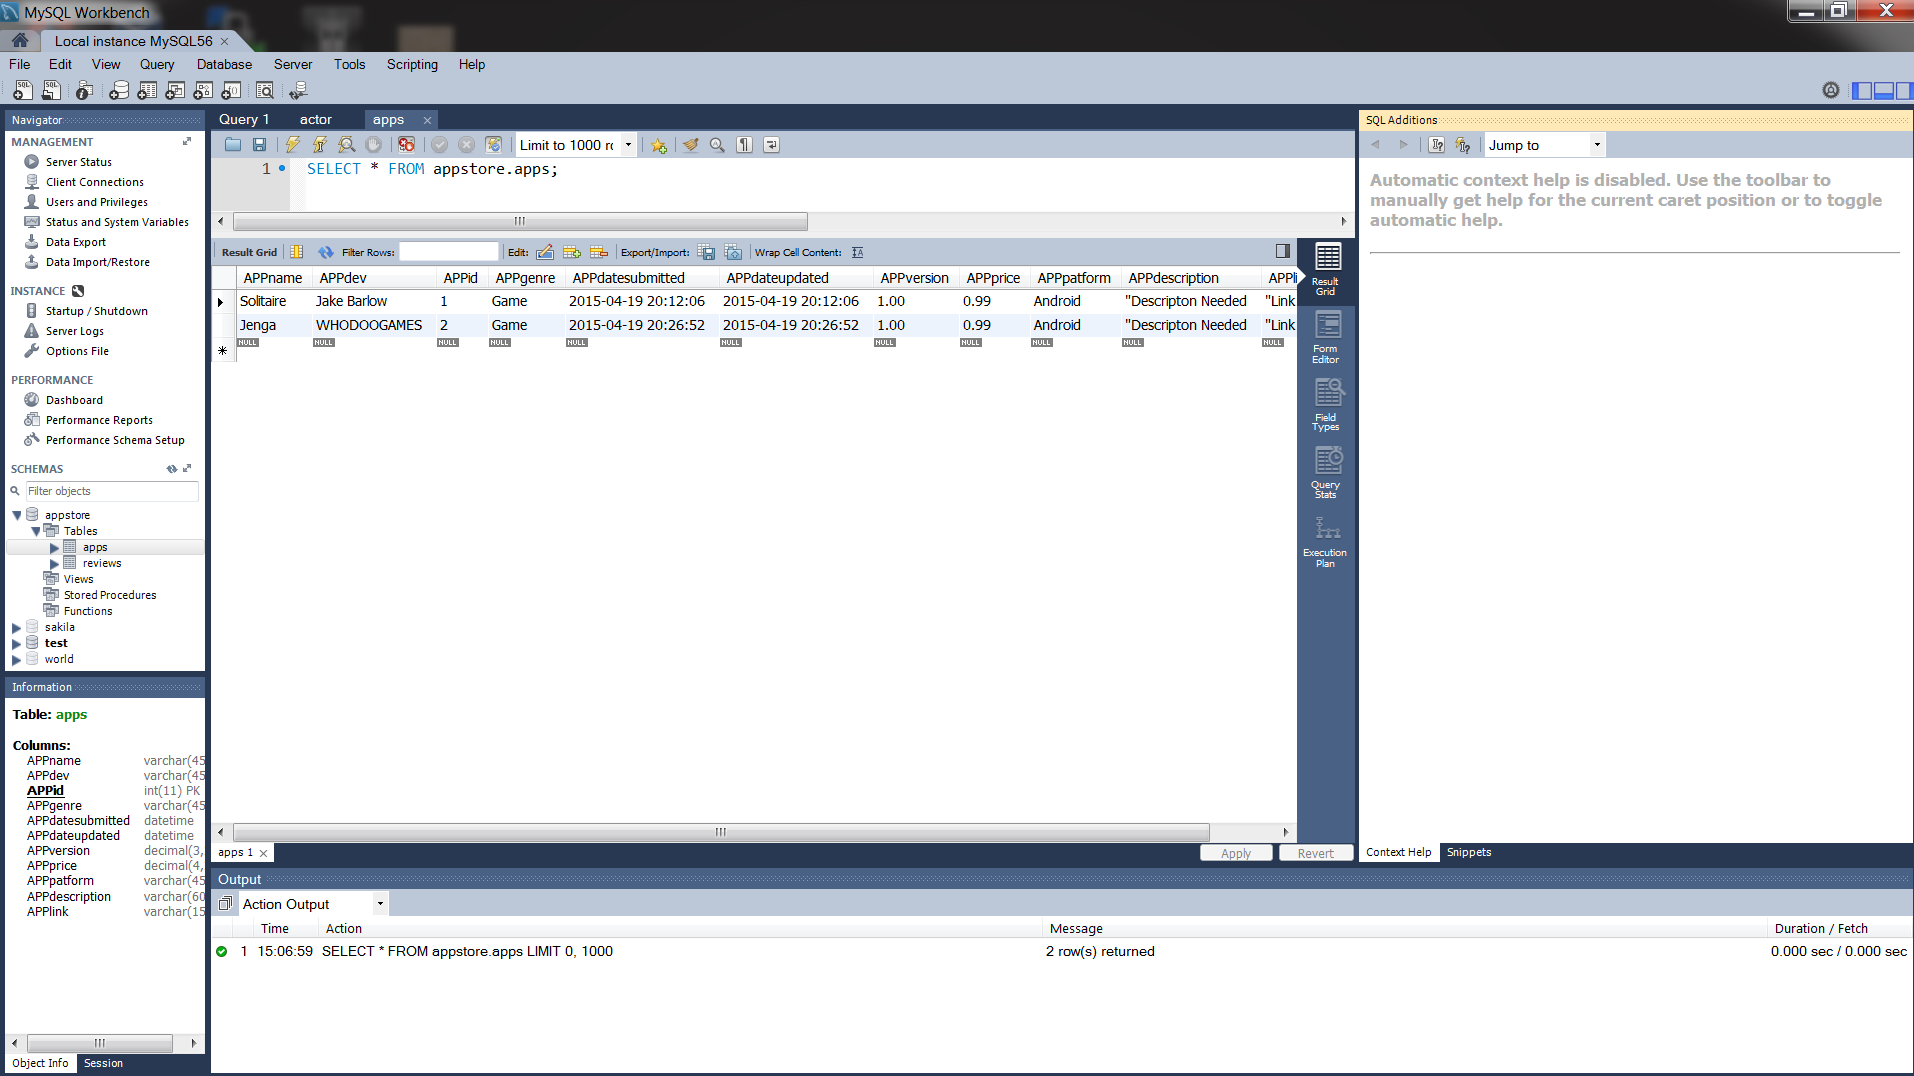 MySQL Workbench
Local instance MySQL56
File Edit View Query Database Server Tools Scripting Help
Navigator
MANAGEMENT
Server Status
Client Connections
Users and Privileges
Status and System Variables
Data Export
Data Import/Restore
INSTANCE
Startup / Shutdown
Server Logs
Options File
PERFORMANCE
Dashboard
Performance Reports
Performance Schema Setup
SCHEMAS
Filter objects
appstore
Tables
apps
reviews
Views
Stored Procedures
Functions
sakila
test
world
Information
Table: apps
Columns:
APPname varchar(45
APPdev varchar(45
APPid int(11) PK
APPgenre varchar(45
APPdatesubmitted datetime
APPdateupdated datetime
APPversion decimal(3,
APPprice decimal(4,
APPpatform varchar(45
APPdescription varchar(60
APPlink varchar(15
Object Info Session
Query 1 actor apps
Limit to 1000 rc
1 SELECT * FROM appstore.apps;
Result Grid Filter Rows: Edit: Export/Import: Wrap Cell Content:
APPname APPdev APPid APPgenre APPdatesubmitted APPdateupdated APPversion APPprice APPpatform APPdescription APPli
Solitaire Jake Barlow 1 Game 2015-04-19 20:12:06 2015-04-19 20:12:06 1.00 0.99 Android "Descripton Needed "Link
Jenga WHODOOGAMES 2 Game 2015-04-19 20:26:52 2015-04-19 20:26:52 1.00 0.99 Android "Descripton Needed "Link
NULL NULL NULL NULL NULL NULL NULL NULL NULL NULL NULL
Result
Grid
Form
Editor
Field
Types
Query
Stats
Execution
Plan
apps 1
Apply Revert
SQL Additions
Jump to
Automatic context help is disabled. Use the toolbar to
manually get help for the current caret position or to toggle
automatic help.
Context Help Snippets
Output
Action Output
Time Action Message Duration / Fetch
1 15:06:59 SELECT * FROM appstore.apps LIMIT 0, 1000 2 row(s) returned 0.000 sec / 0.000 sec